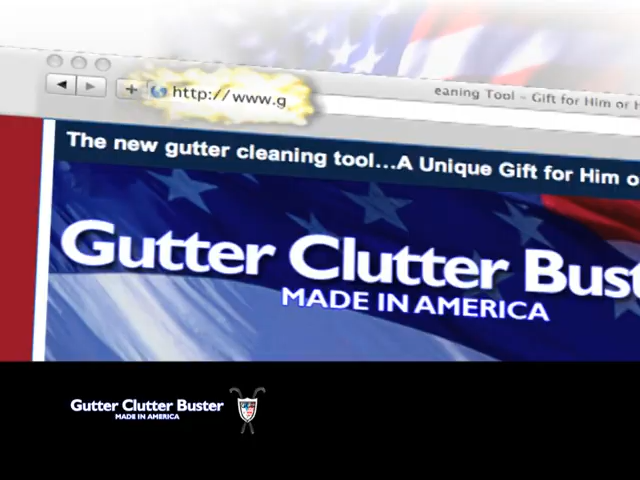 eaning Tool - Gift for Him or H
http://www.g
The new gutter cleaning tool...A Unique Gift for Him o
Gutter Clutter Bust
MADE IN AMERICA
Gutter Clutter Buster
MADE IN AMERICA